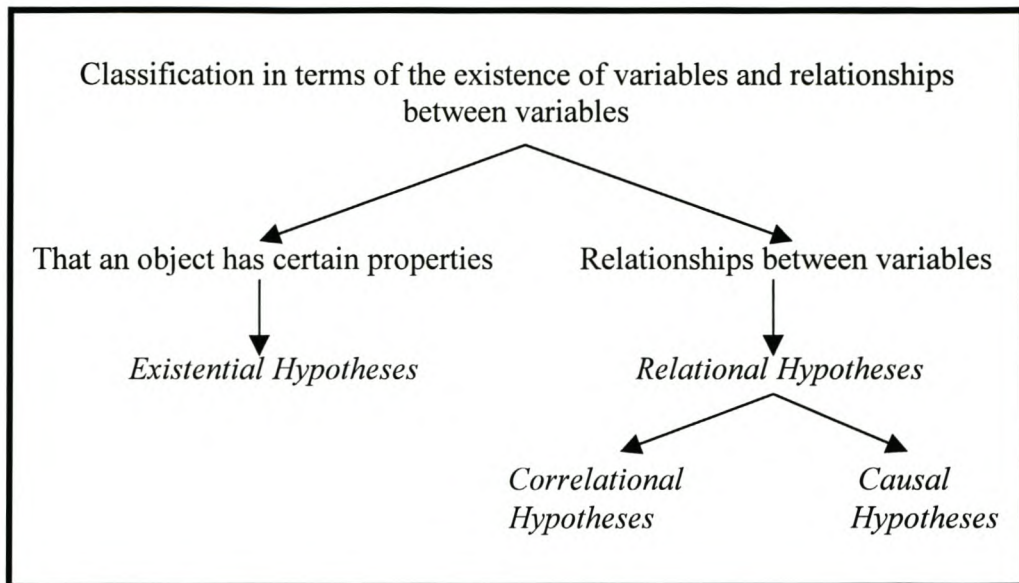 Classification in terms of the existence of variables and relationships
between variables
That an object has certain properties
Relationships between variables
Existential Hypotheses
Relational Hypotheses
Correlational
Hypotheses
Causal
Hypotheses